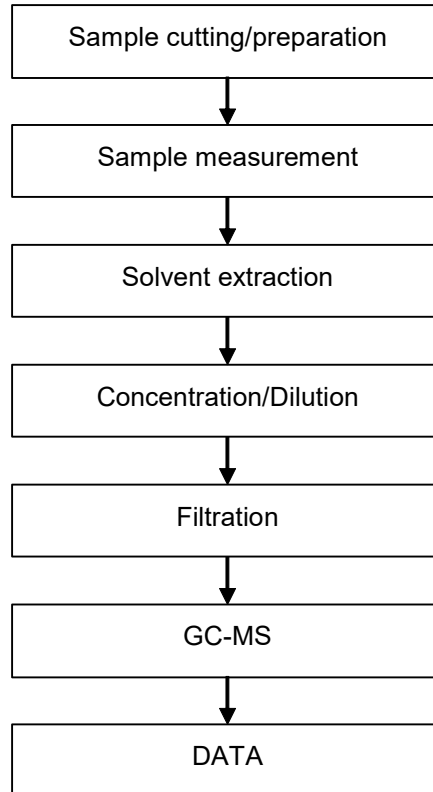 Sample cutting/preparation
Sample measurement
Solvent extraction
Concentration/Dilution
Filtration
GC-MS
DATA